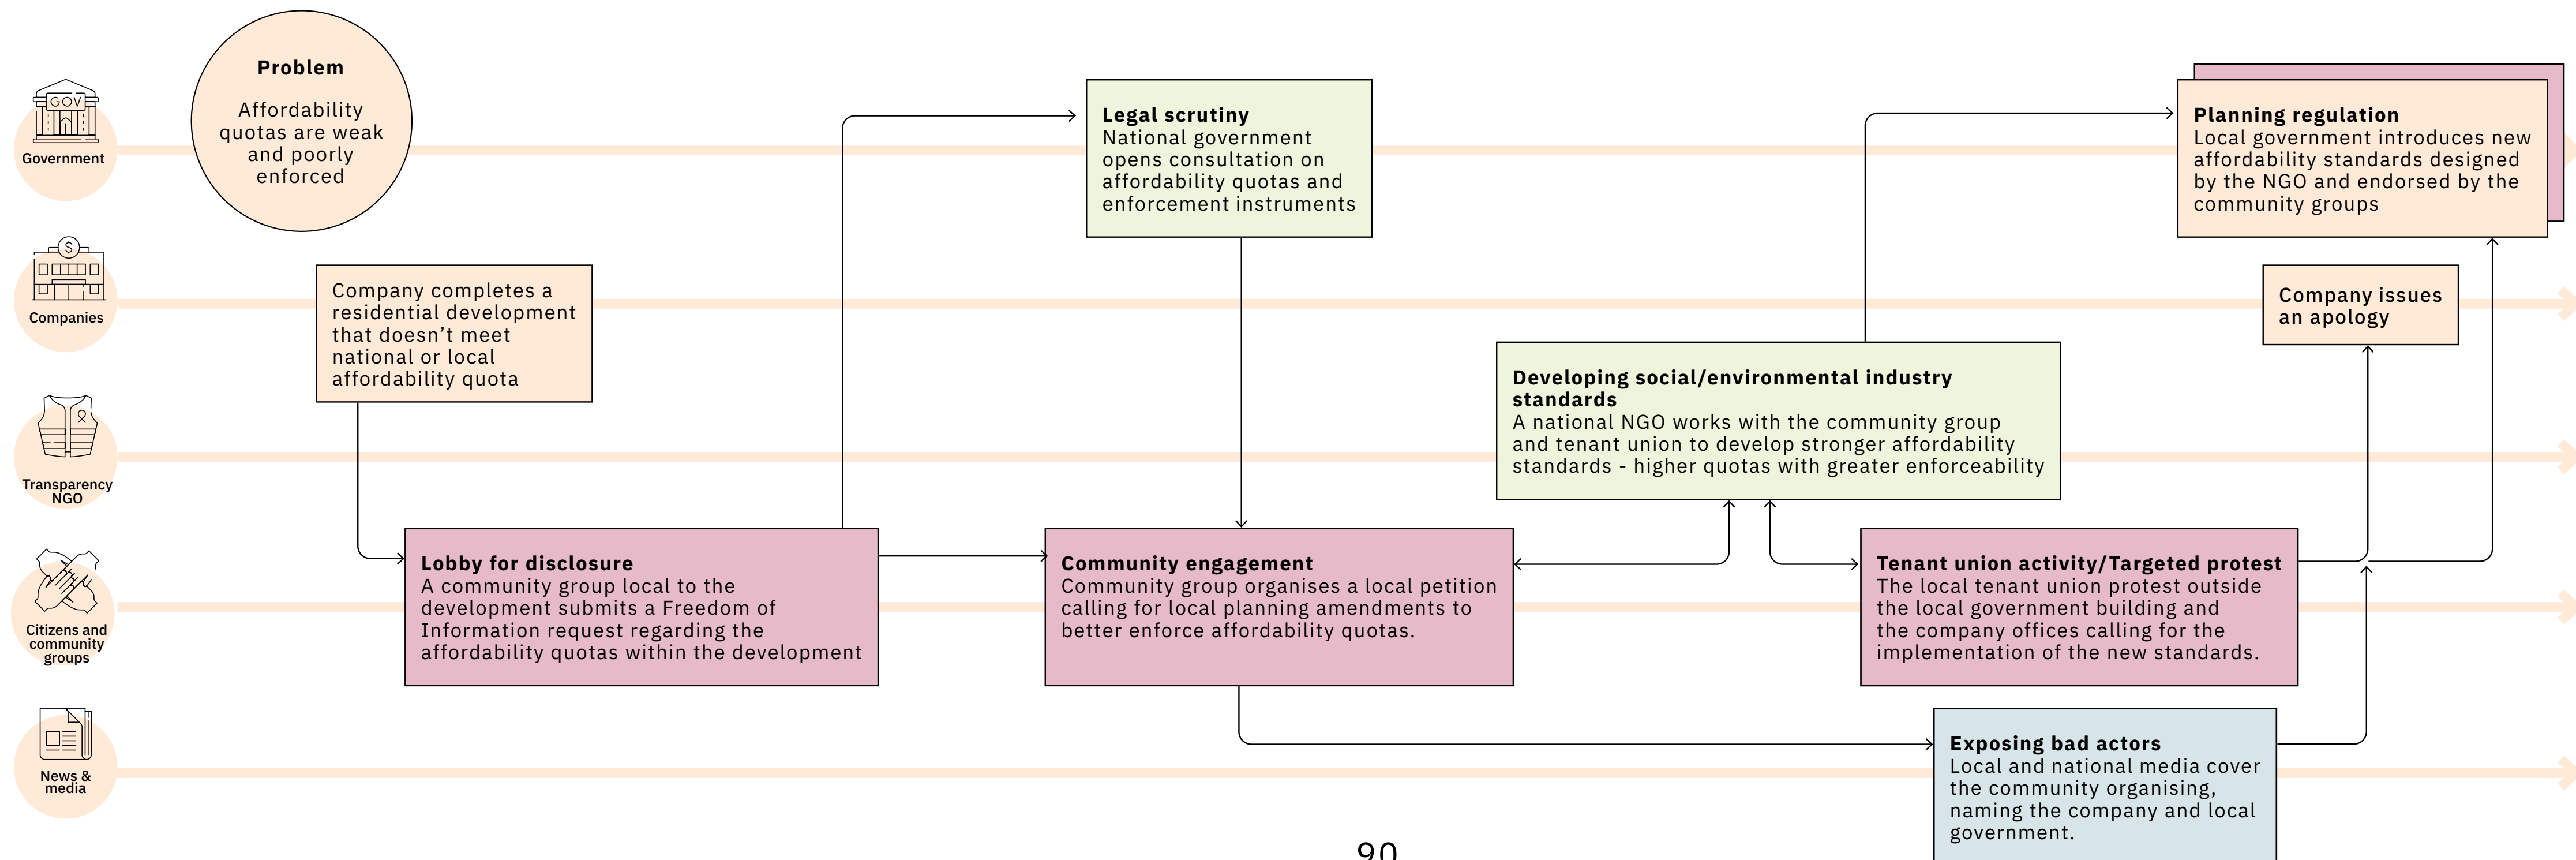 Problem
Affordability
quotas are weak
and poorly
enforced
GOV
Government
Legal scrutiny
National government
opens consultation on
affordability quotas and
enforcement instruments
Planning regulation
Local government introduces new
affordability standards designed
by the NGO and endorsed by the
community groups
$
Companies
Company completes a
residential development
that doesn’t meet
national or local
affordability quota
Company issues
an apology
Transparency
NGO
Developing social/environmental industry
standards
A national NGO works with the community group
and tenant union to develop stronger affordability
standards - higher quotas with greater enforceability
Citizens and
community
groups
Lobby for disclosure
A community group local to the
development submits a Freedom of
Information request regarding the
affordability quotas within the development
Community engagement
Community group organises a local petition
calling for local planning amendments to
better enforce affordability quotas.
Tenant union activity/Targeted protest
The local tenant union protest outside
the local government building and
the company offices calling for the
implementation of the new standards.
News &
media
Exposing bad actors
Local and national media cover
the community organising,
naming the company and local
government.
90